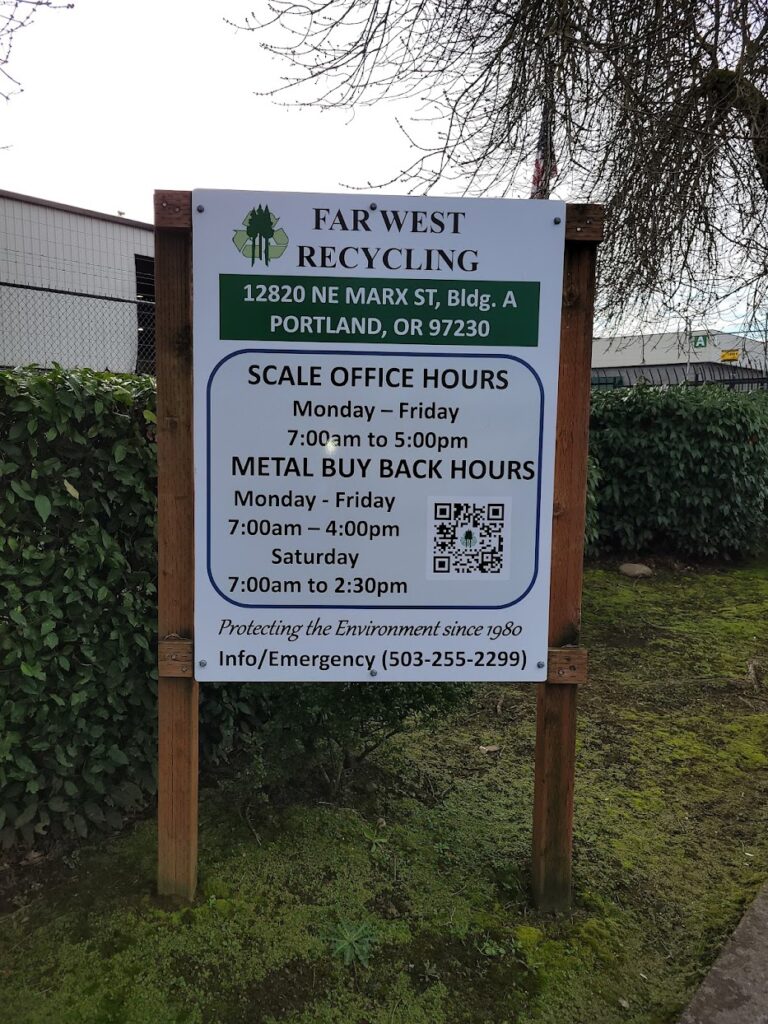 FAR WEST
RECYCLING
12820 NE MARX ST, Bldg. A
PORTLAND, OR 97230
SCALE OFFICE HOURS
Monday – Friday
7:00am to 5:00pm
METAL BUY BACK HOURS
Monday - Friday
7:00am – 4:00pm
Saturday
7:00am to 2:30pm
Protecting the Environment since 1980
Info/Emergency (503-255-2299)
A